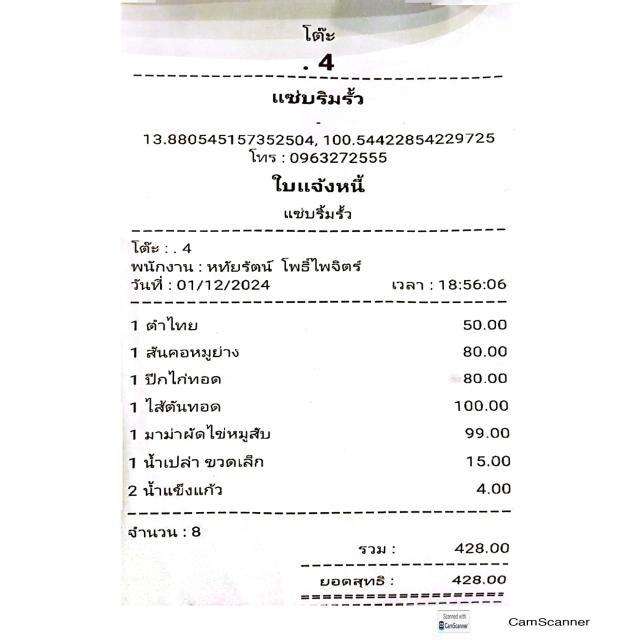 โต๊ะ
. 4
แซ่บริมรั้ว
-
13.880545157352504, 100.54422854229725
โทร : 0963272555
ใบแจ้งหนี้
แซ่บริ้มรั้ว
โต๊ะ : . 4
พนักงาน : หทัยรัตน์ โพธิ์ไพจิตร์
วันที่ : 01/12/2024 เวลา : 18:56:06
1 ตำไทย 50.00
1 สันคอหมูย่าง 80.00
1 ปีกไก่ทอด 80.00
1 ไส้ตันทอด 100.00
1 มาม่าผัดไข่หมูสับ 99.00
1 น้ำเปล่า ขวดเล็ก 15.00
2 น้ำแข็งแก้ว 4.00
จำนวน : 8
รวม : 428.00
ยอดสุทธิ : 428.00
Scanned with
CamScanner
CamScanner